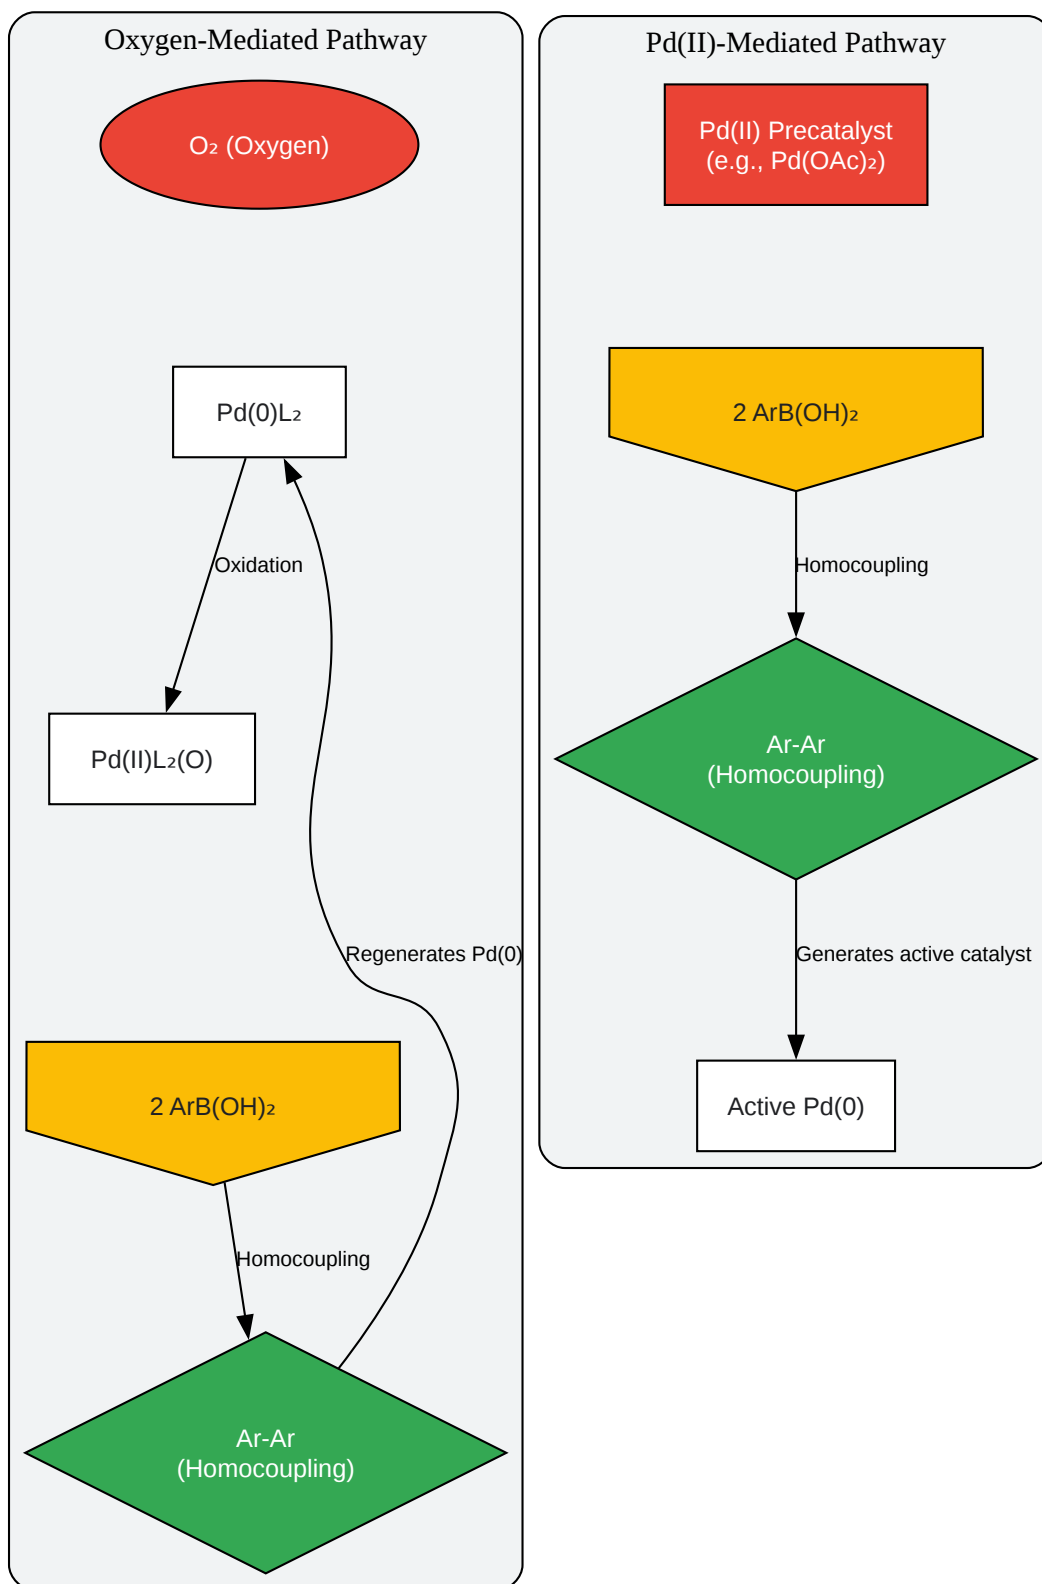 Oxygen-Mediated Pathway
O₂ (Oxygen)
Pd(0)L₂
Oxidation
Pd(II)L₂(O)
Regenerates Pd(0)
2 ArB(OH)₂
Homocoupling
Ar-Ar
(Homocoupling)
Pd(II)-Mediated Pathway
Pd(II) Precatalyst
(e.g., Pd(OAc)₂)
2 ArB(OH)₂
Homocoupling
Ar-Ar
(Homocoupling)
Generates active catalyst
Active Pd(0)